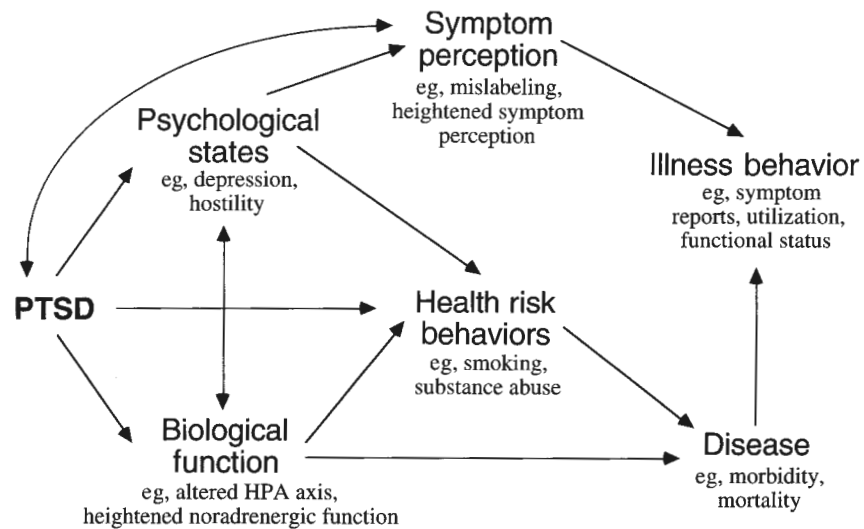 Symptom
perception
eg, mislabeling,
heightened symptom
perception
Psychological
states
eg, depression,
hostility
Illness behavior
eg, symptom
reports, utilization,
functional status
PTSD
Health risk
behaviors
eg, smoking,
substance abuse
Biological
function
eg, altered HPA axis,
heightened noradrenergic function
Disease
eg, morbidity,
mortality